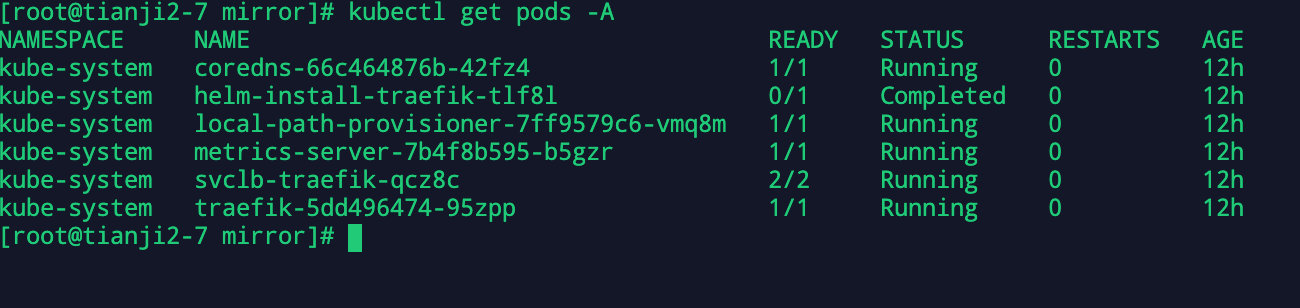 [root@tianji2-7 mirror]# kubectl get pods -A
NAMESPACE     NAME                                     READY   STATUS      RESTARTS   AGE
kube-system   coredns-66c464876b-42fz4                 1/1     Running     0          12h
kube-system   helm-install-traefik-tlf8l               0/1     Completed   0          12h
kube-system   local-path-provisioner-7ff9579c6-vmq8m   1/1     Running     0          12h
kube-system   metrics-server-7b4f8b595-b5gzr           1/1     Running     0          12h
kube-system   svclb-traefik-qcz8c                      2/2     Running     0          12h
kube-system   traefik-5dd496474-95zpp                  1/1     Running     0          12h
[root@tianji2-7 mirror]#